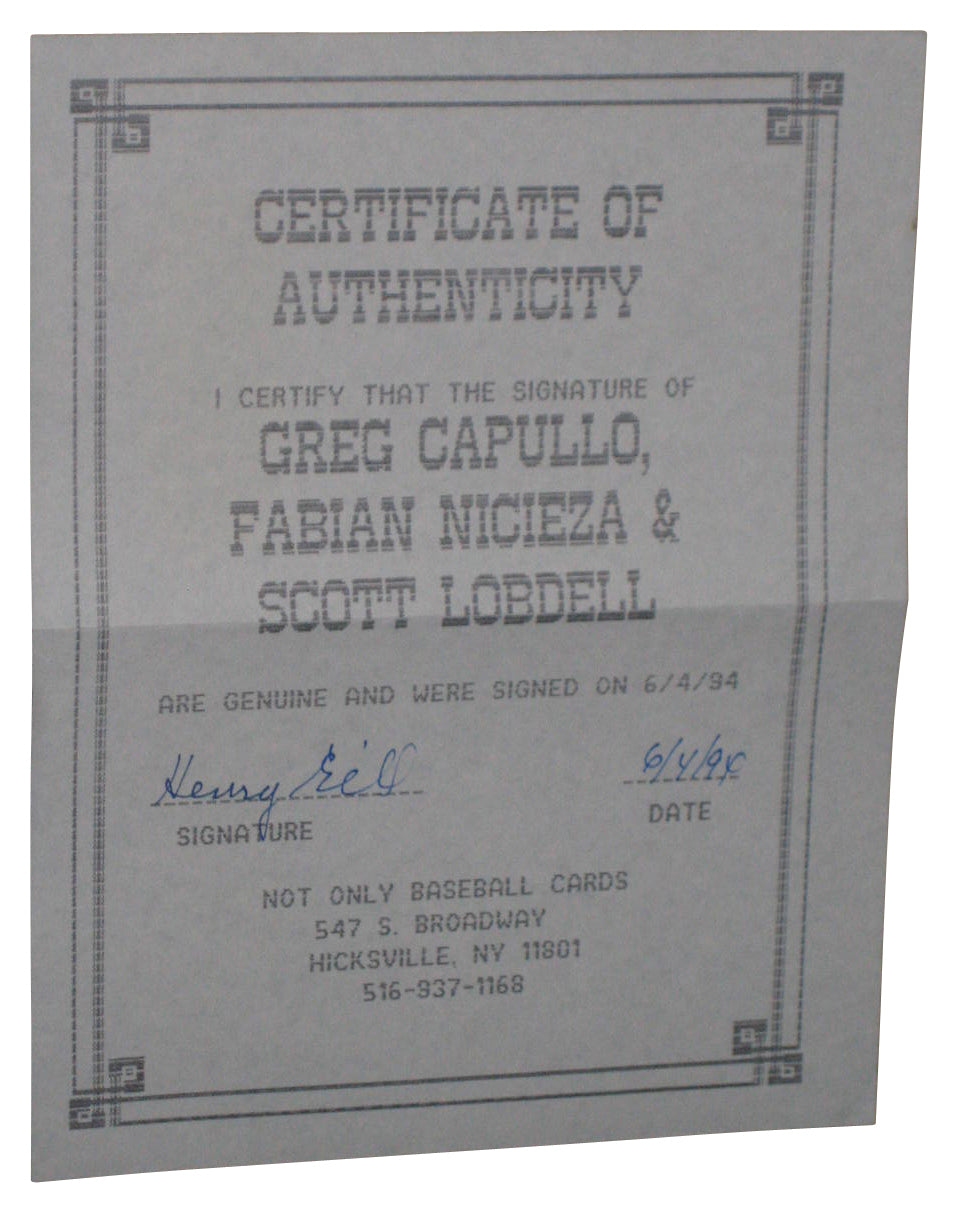 CERTIFICATE OF
AUTHENTICITY
I CERTIFY THAT THE SIGNATURE OF
GREG CAPULLO,
FABIAN NICIEZA &
SCOTT LOBDELL
ARE GENUINE AND WERE SIGNED ON 6/4/94
Henry 6/4/94
SIGNATURE DATE
NOT ONLY BASEBALL CARDS
547 S. BROADWAY
HICKSVILLE, NY 11801
516-937-1168